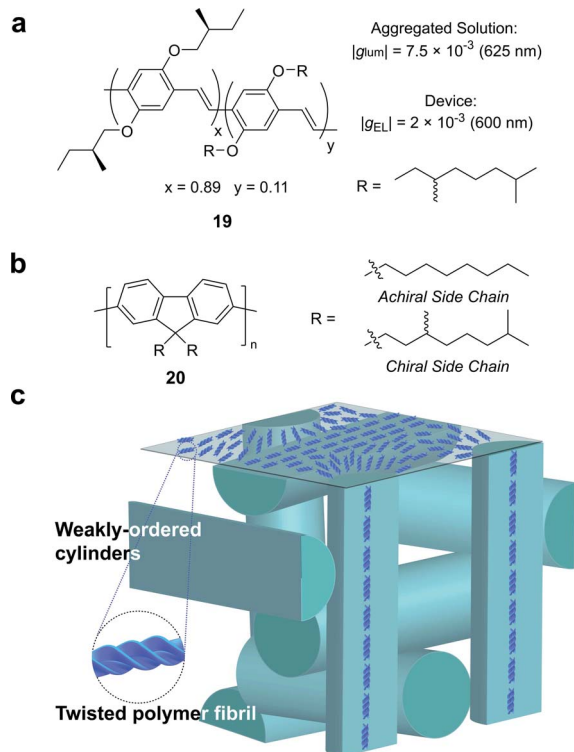 a
Aggregated Solution:
|glum| = 7.5 × 10-3 (625 nm)
Device:
|gEL| = 2 × 10-3 (600 nm)
O
O
O
R
R
O
x
y
x = 0.89 y = 0.11
R =
19
b
R R
n
20
R =
Achiral Side Chain
Chiral Side Chain
c
Weakly-ordered
cylinders
Twisted polymer fibril